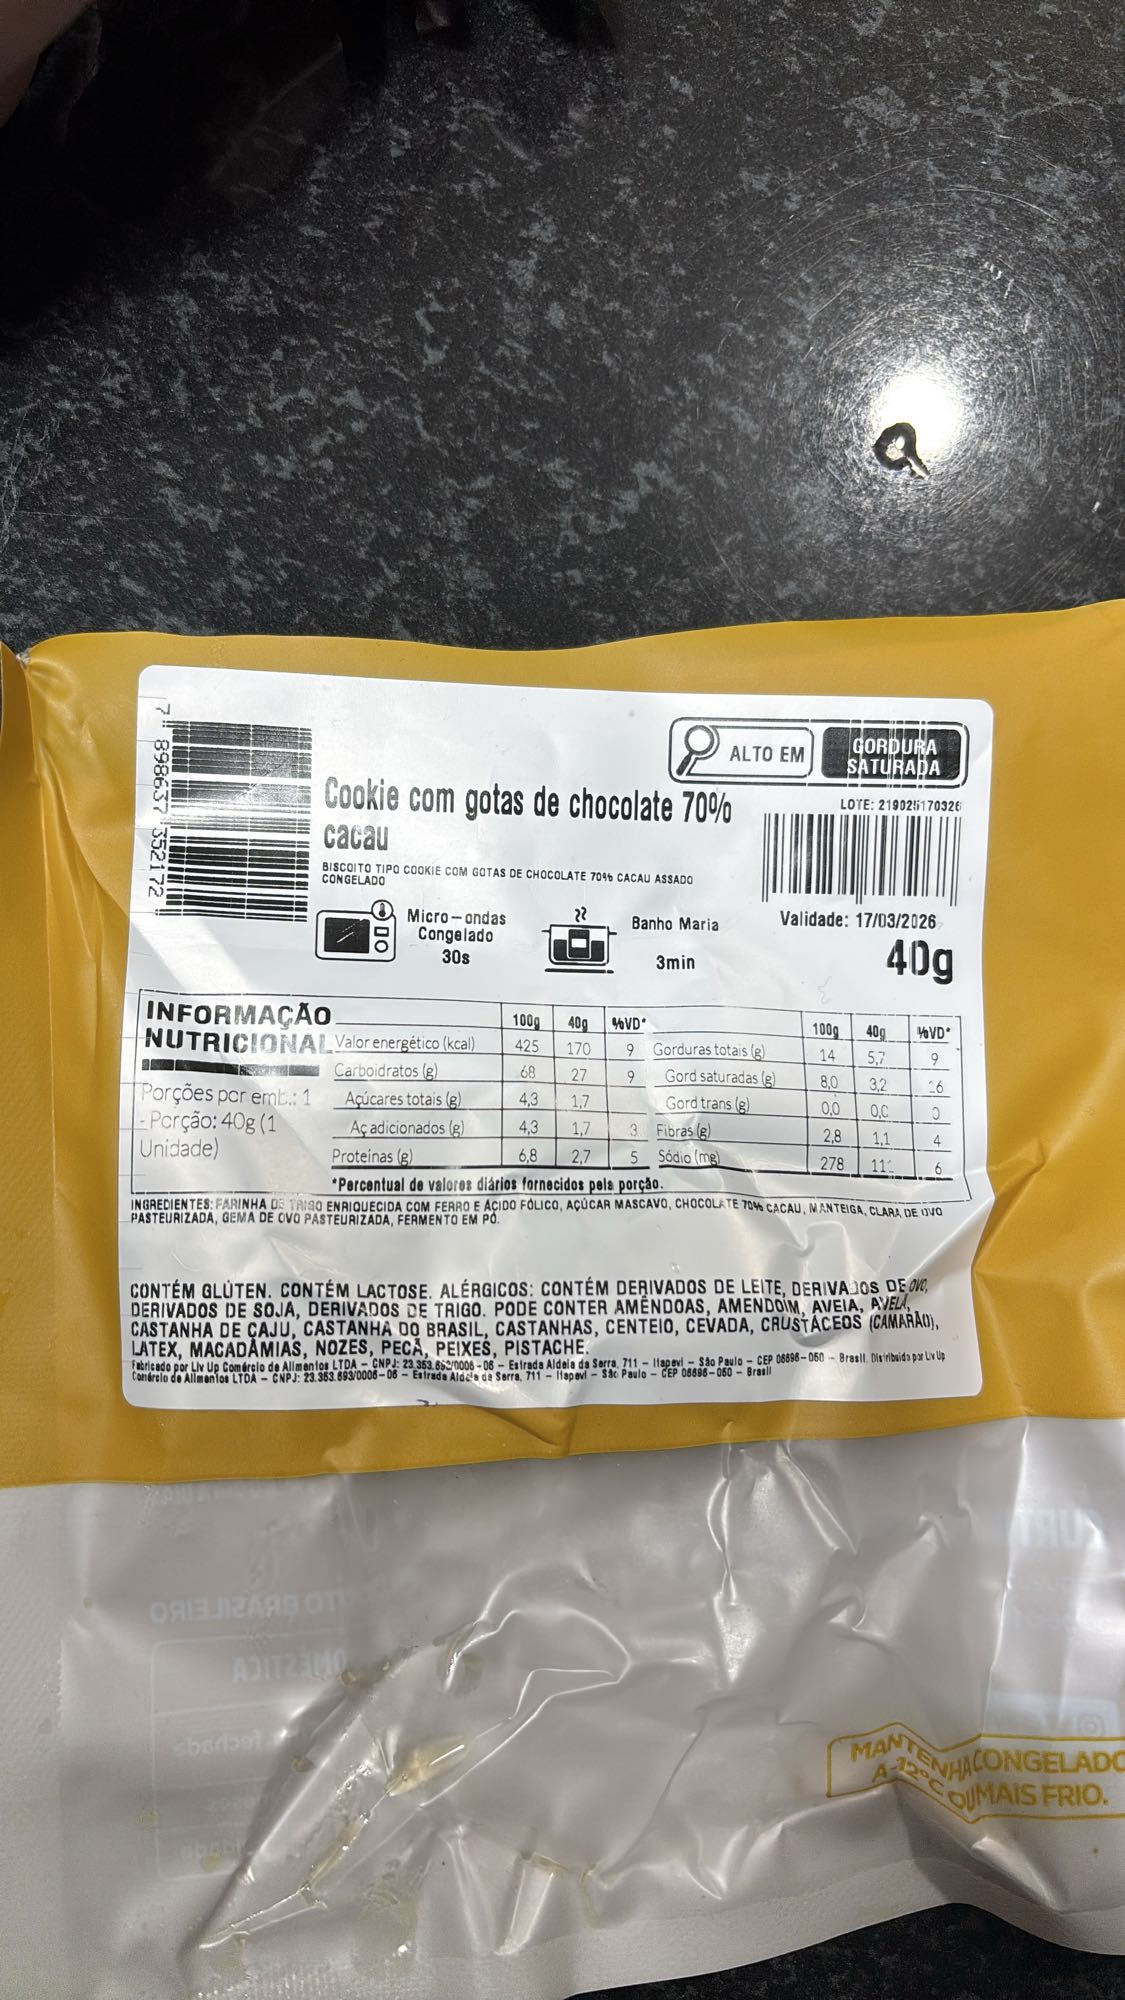 ALTO EM
GORDURA
SATURADA
7 898637 352172
Cookie com gotas de chocolate 70%
cacau
LOTE: 219025170326
BISCOITO TIPO COOKIE COM GOTAS DE CHOCOLATE 70% CACAU ASSADO
CONGELADO
Micro-ondas
Congelado
30s
Banho Maria
3min
Validade: 17/03/2026
40g
INFORMAÇÃO
NUTRICIONAL
Porções por emb.: 1
- Porção: 40g (1
Unidade)
100g 40g %VD*
Valor energético (kcal) 425 170 9
Carboidratos (g) 68 27 9
Açúcares totais (g) 4,3 1,7
Aç adicionados (g) 4,3 1,7 3
Proteínas (g) 6,8 2,7 5
100g 40g %VD*
Gorduras totais (g) 14 5,7 9
Gord saturadas (g) 8,0 3,2 16
Gord trans (g) 0,0 0,0 0
Fibras (g) 2,8 1,1 4
Sódio (mg) 278 6
*Percentual de valores diários fornecidos pela porção.
INGREDIENTES: FARINHA DE TRIGO ENRIQUECIDA COM FERRO E ÁCIDO FÓLICO, AÇÚCAR MASCAVO, CHOCOLATE 70% CACAU, MANTEIGA, CLARA DE OVO
PASTEURIZADA, GEMA DE OVO PASTEURIZADA, FERMENTO EM PÓ.
CONTÉM GLÚTEN. CONTÉM LACTOSE. ALÉRGICOS: CONTÉM DERIVADOS DE LEITE, DERIVADOS DE OVO,
DERIVADOS DE SOJA, DERIVADOS DE TRIGO. PODE CONTER AMÊNDOAS, AMENDOIM, AVEIA, AVELÃ,
CASTANHA DE CAJU, CASTANHA DO BRASIL, CASTANHAS, CENTEIO, CEVADA, CRUSTÁCEOS (CAMARÃO),
LATEX, MACADÂMIAS, NOZES, PECÃ, PEIXES, PISTACHE.
Fabricado por Liv Up Comércio de Alimentos LTDA - CNPJ: 23.353.693/0006-06 - Estrada Aldeia da Serra, 711 - Itapevi - São Paulo - CEP 06696-050 - Brasil. Distribuido por Liv Up
Comércio de Alimentos LTDA - CNPJ: 23.353.693/0006-06 - Estrada Aldeia da Serra, 711 - Itapevi - São Paulo - CEP 06696-050 - Brasil
MANTENHA CONGELADO
A -12°C OU MAIS FRIO.